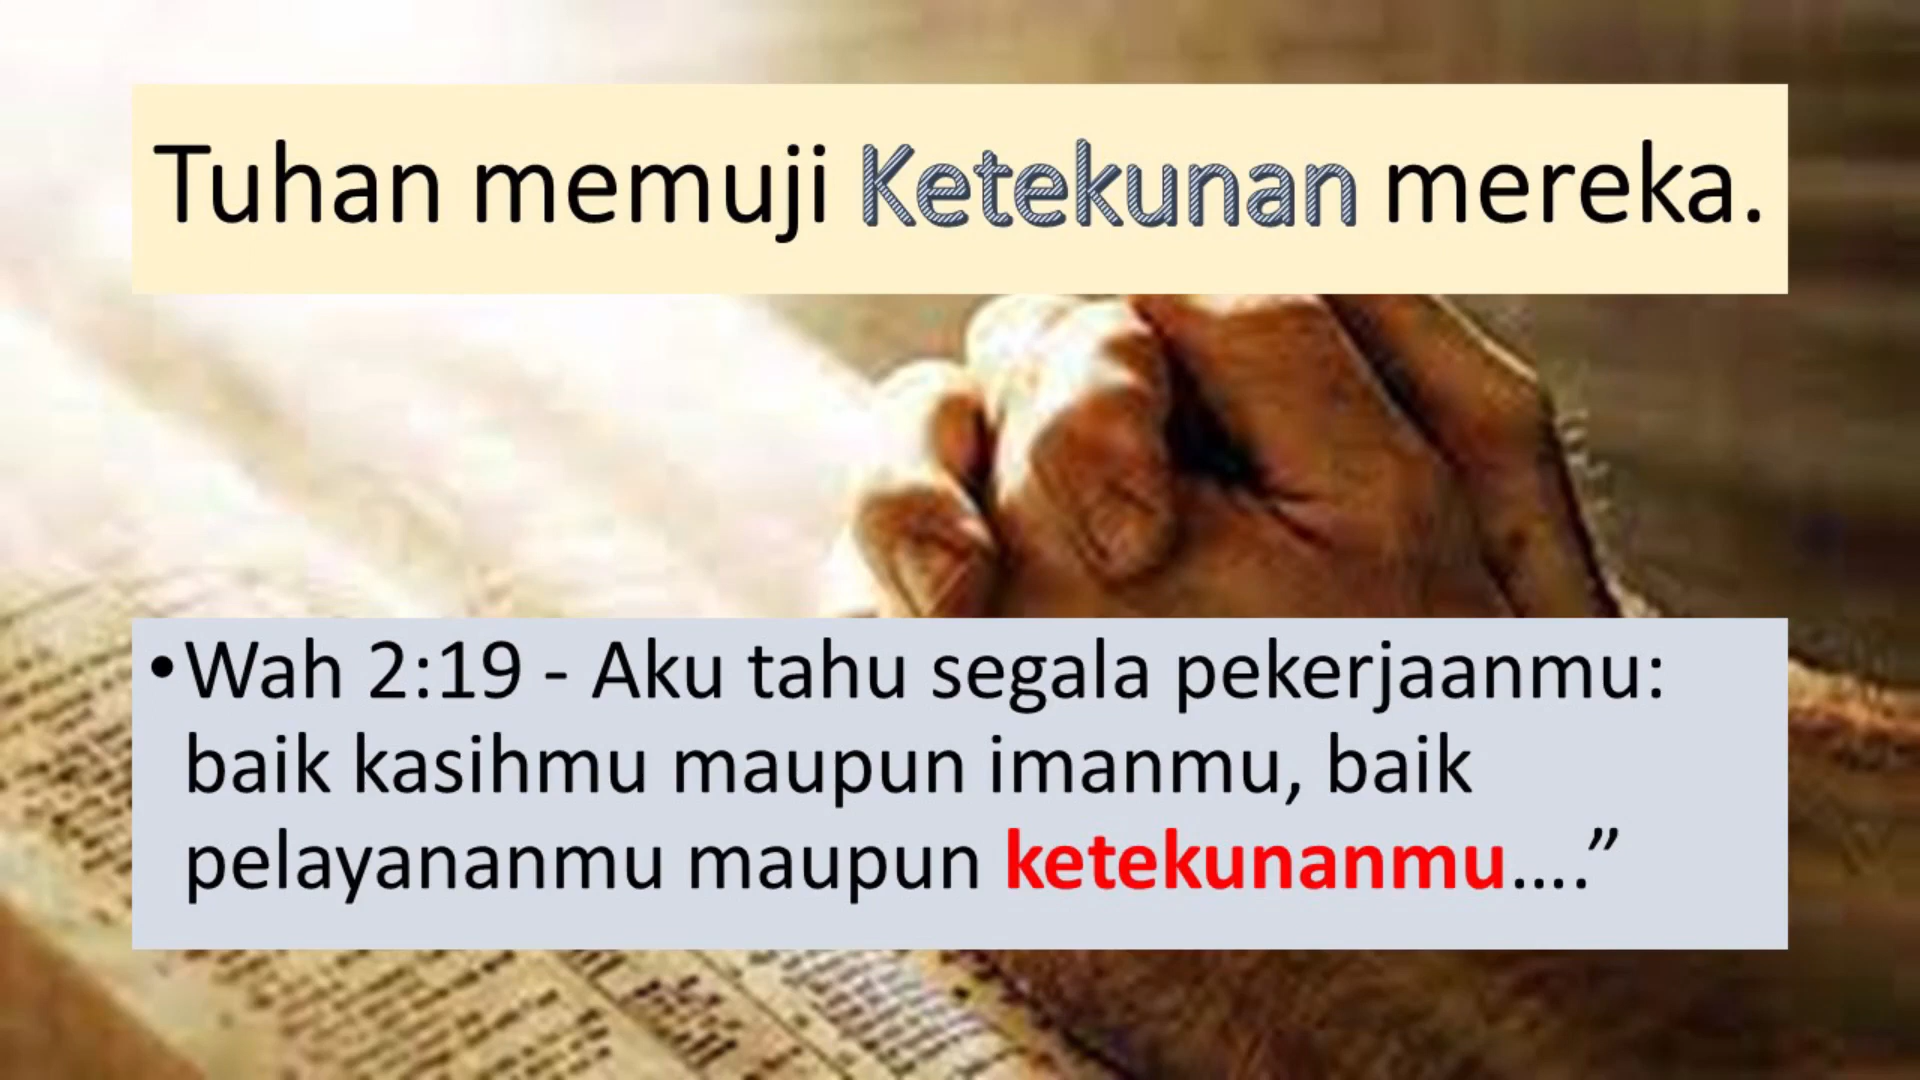 Tuhan memuji Ketekunan mereka.
•Wah 2:19 - Aku tahu segala pekerjaanmu:
baik kasihmu maupun imanmu, baik
pelayananmu maupun ketekunanmu….”